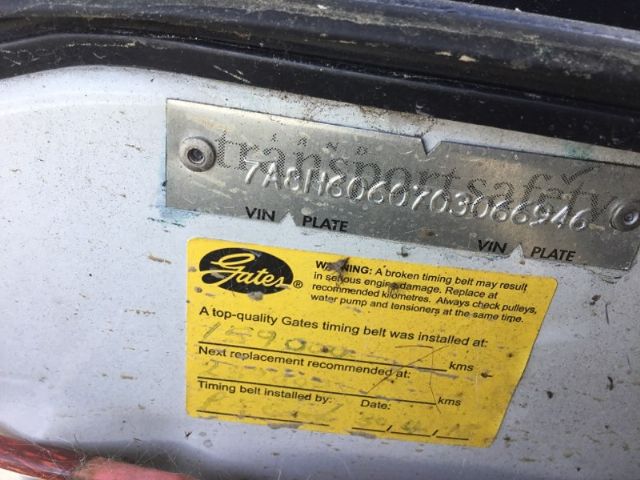 transport safety
7A8H6060703066946
VIN PLATE VIN PLATE
Gates®
WARNING: A broken timing belt may result
in serious engine damage. Replace at
recommended kilometres. Always check pulleys,
water pump and tensioners at the same time.
A top-quality Gates timing belt was installed at:
159000 kms
Next replacement recommended at:
kms
Timing belt installed by: Date: